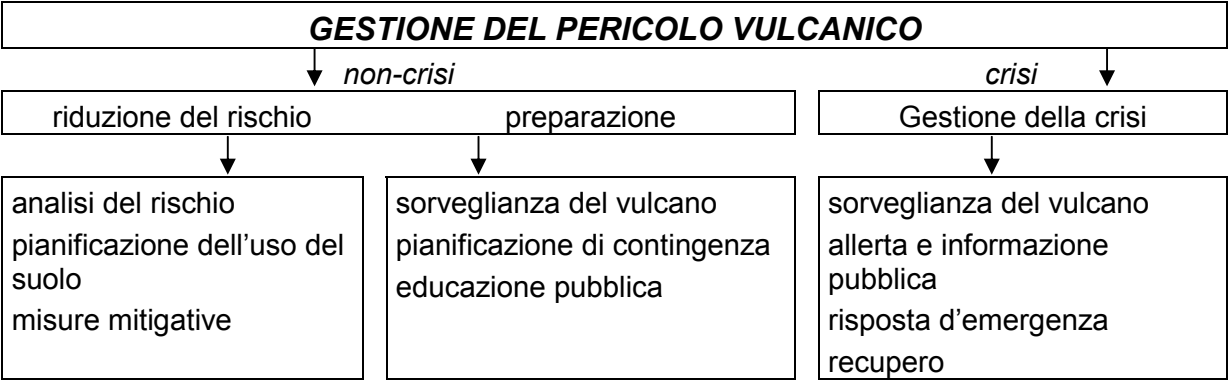 GESTIONE DEL PERICOLO VULCANICO
non-crisi
crisi
riduzione del rischio
preparazione
Gestione della crisi
analisi del rischio
pianificazione dell’uso del
suolo
misure mitigative
sorveglianza del vulcano
pianificazione di contingenza
educazione pubblica
sorveglianza del vulcano
allerta e informazione
pubblica
risposta d’emergenza
recupero